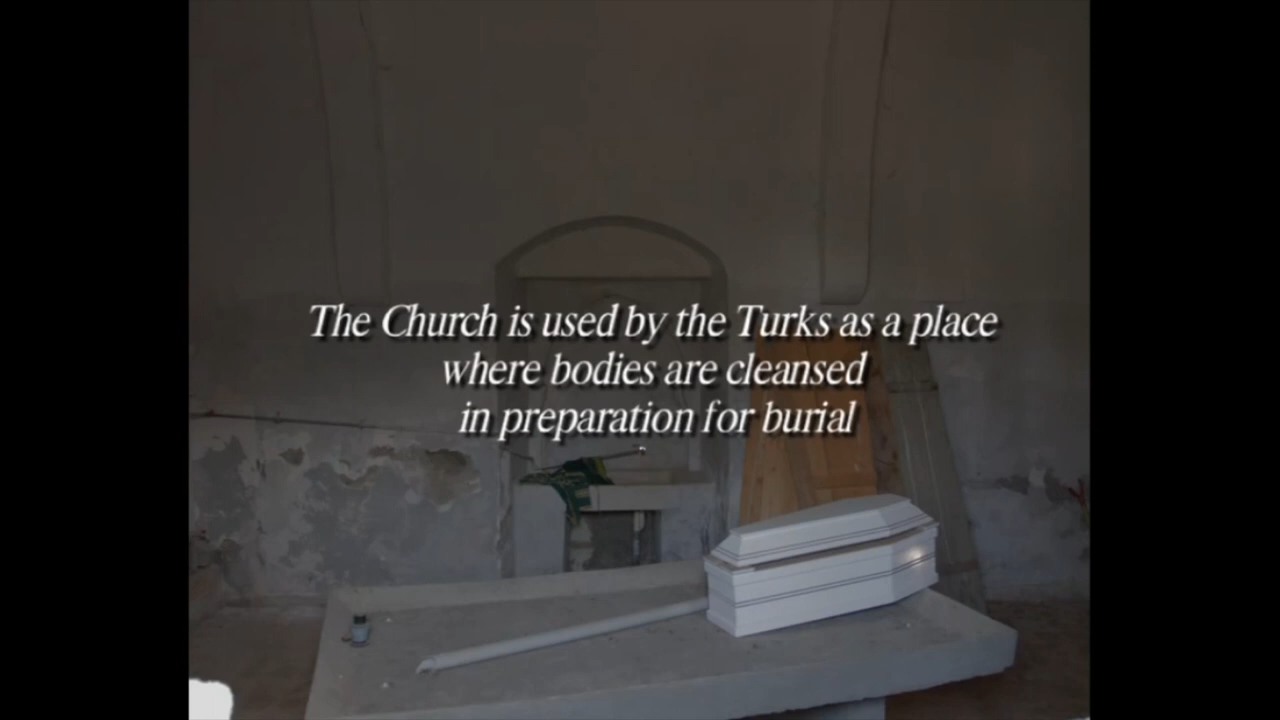 The Church is used by the Turks as a place
where bodies are cleansed
in preparation for burial